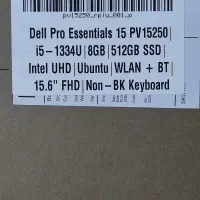 pv15250_rplu_001_p
Dell Pro Essentials 15 PV15250|
i5-1334U|8GB|512GB SSD|
Intel UHD|Ubuntu|WLAN + BT|
15.6" FHD|Non-BK Keyboard